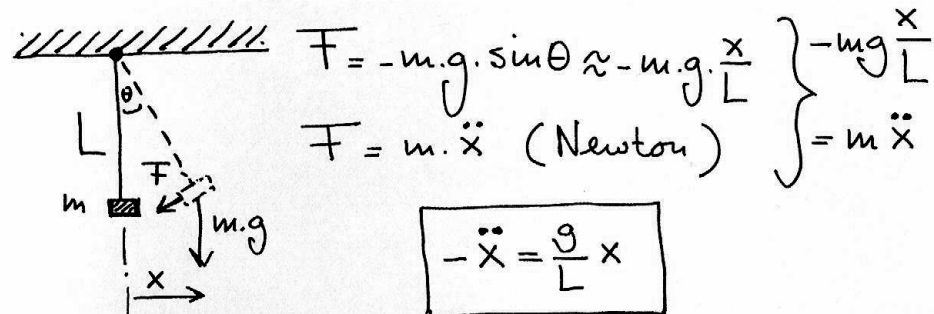 F = -m.g.sinθ ≈ -m.g.x/L } -mg x/L
F = m.ẍ (Newton) } = m ẍ
-ẍ = g/L x
θ
L
F
m
m.g
x